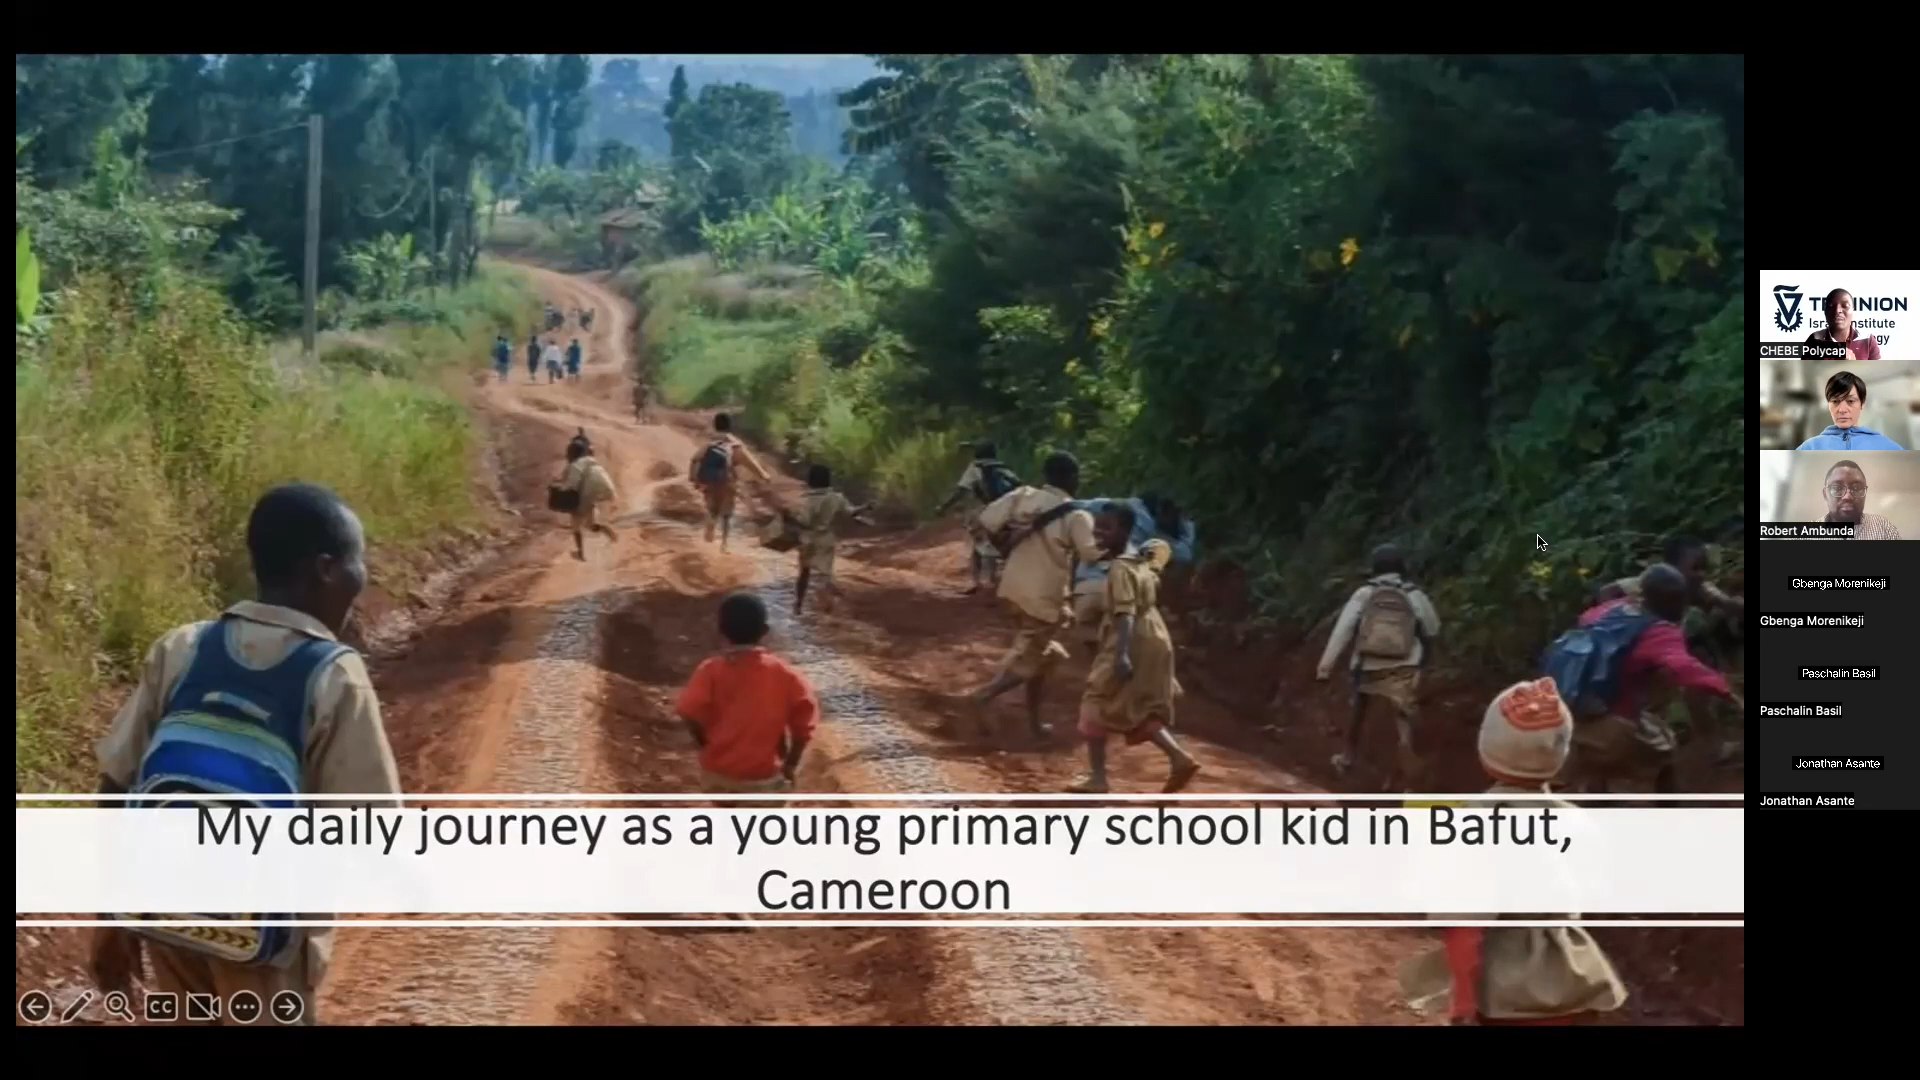 My daily journey as a young primary school kid in Bafut,
Cameroon
CC
CHEBE Polycap
Robert Ambunda
Gbenga Morenikeji
Gbenga Morenikeji
Paschalin Basil
Paschalin Basil
Jonathan Asante
Jonathan Asante